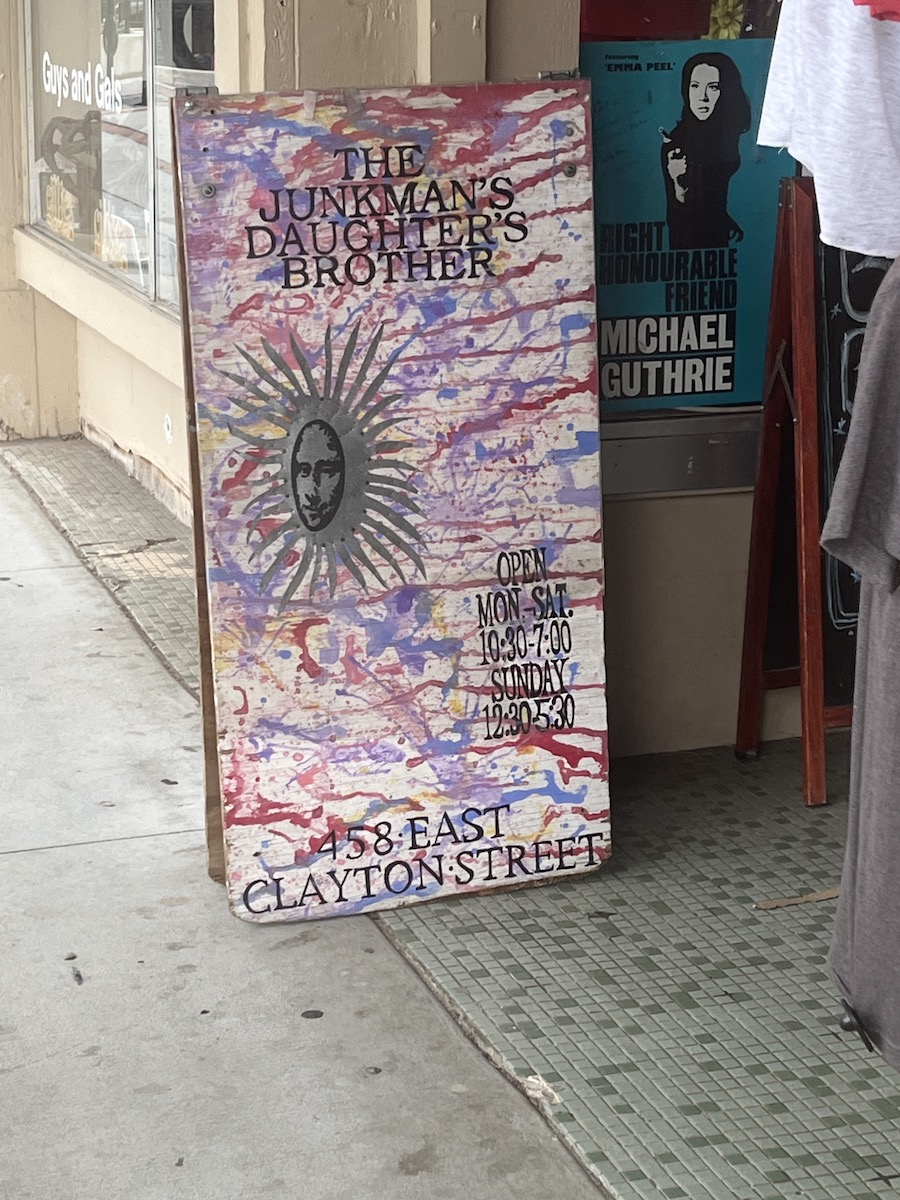 Guys and Gals
THE
JUNKMAN'S
DAUGHTER'S
BROTHER
OPEN
MON.-SAT.
10:30-7:00
SUNDAY
12:30-5:30
458·EAST
CLAYTON·STREET
Featuring
'EMMA PEEL'
RIGHT
HONOURABLE
FRIEND
MICHAEL
GUTHRIE